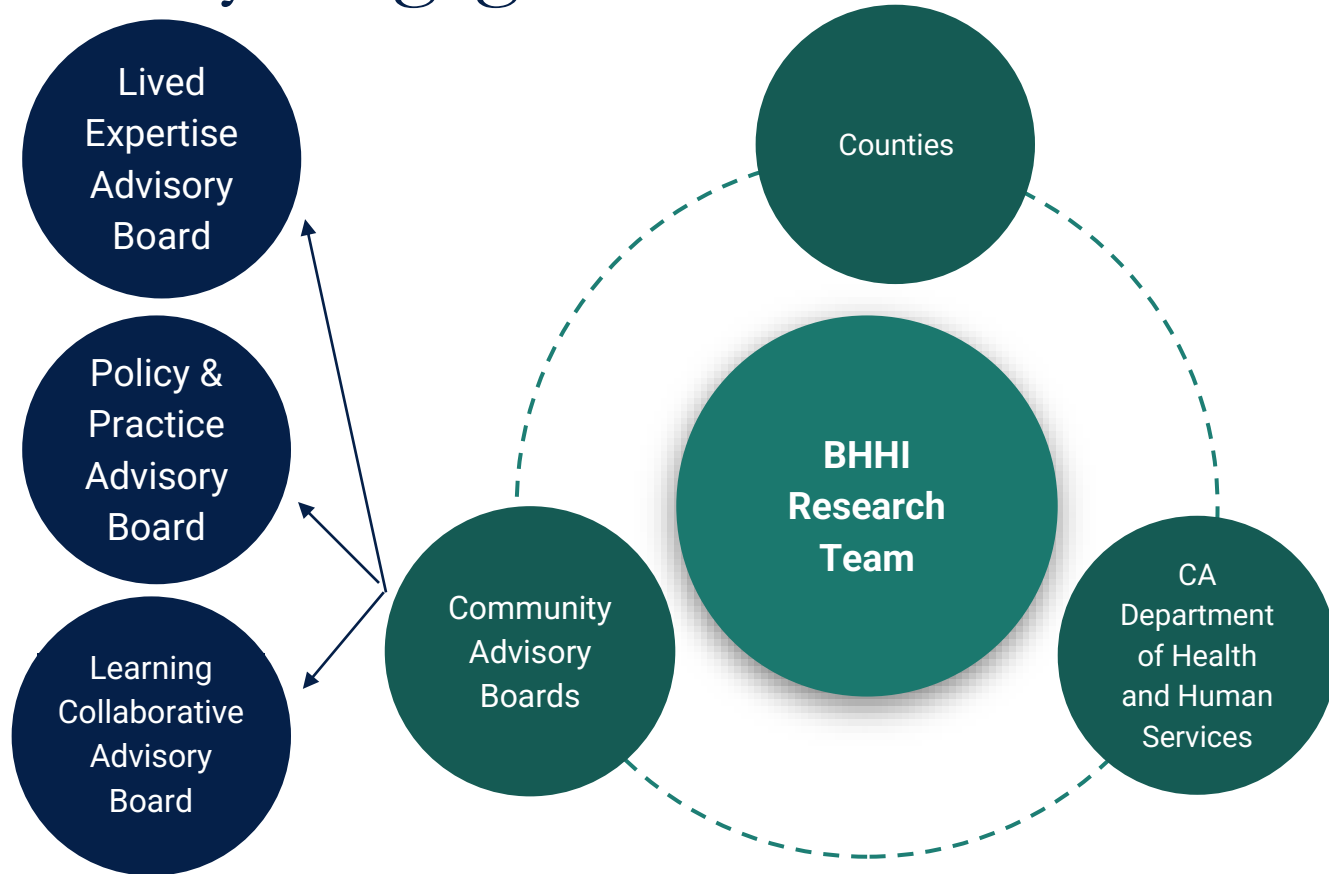 Lived
Expertise
Advisory
Board
Policy &
Practice
Advisory
Board
Learning
Collaborative
Advisory
Board
Counties
BHHI
Research
Team
Community
Advisory
Boards
CA
Department
of Health
and Human
Services